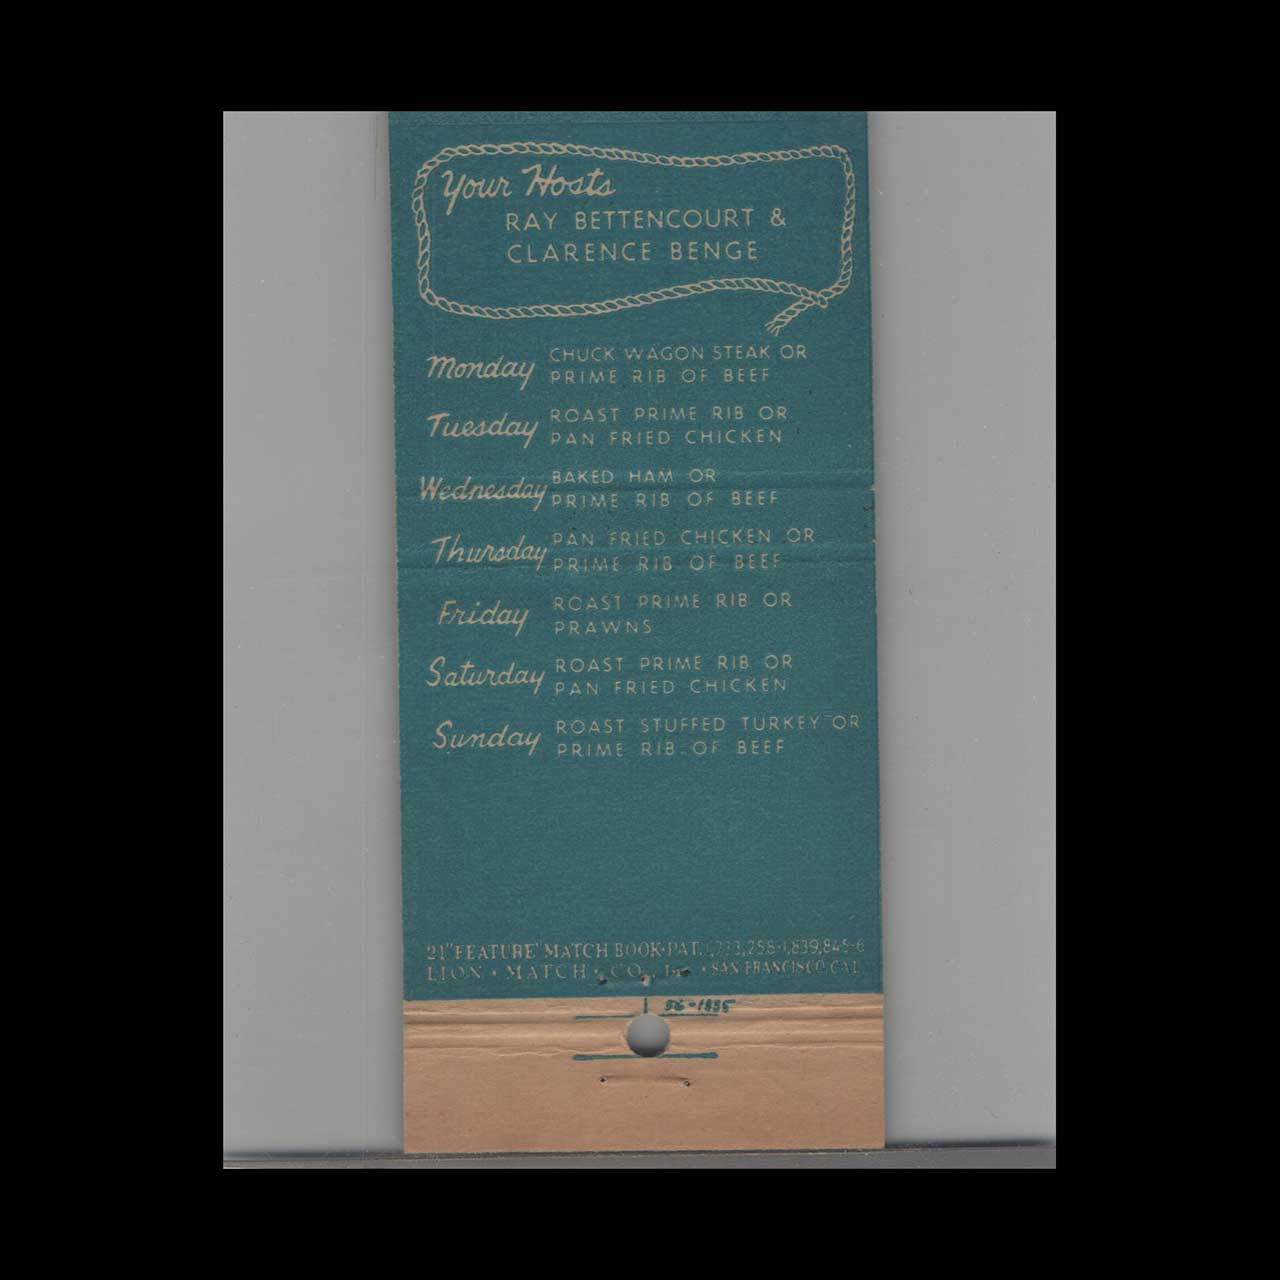 Your Hosts
RAY BETTENCOURT &
CLARENCE BENGE
Monday CHUCK WAGON STEAK OR
PRIME RIB OF BEEF
Tuesday ROAST PRIME RIB OR
PAN FRIED CHICKEN
Wednesday BAKED HAM OR
PRIME RIB OF BEEF
Thursday PAN FRIED CHICKEN OR
PRIME RIB OF BEEF
Friday ROAST PRIME RIB OR
PRAWNS
Saturday ROAST PRIME RIB OR
PAN FRIED CHICKEN
Sunday ROAST STUFFED TURKEY OR
PRIME RIB OF BEEF
21 "FEATURE" MATCH BOOK·PAT.
LION · MATCH · CO., · SAN FRANCISCO CAL.
56-1835